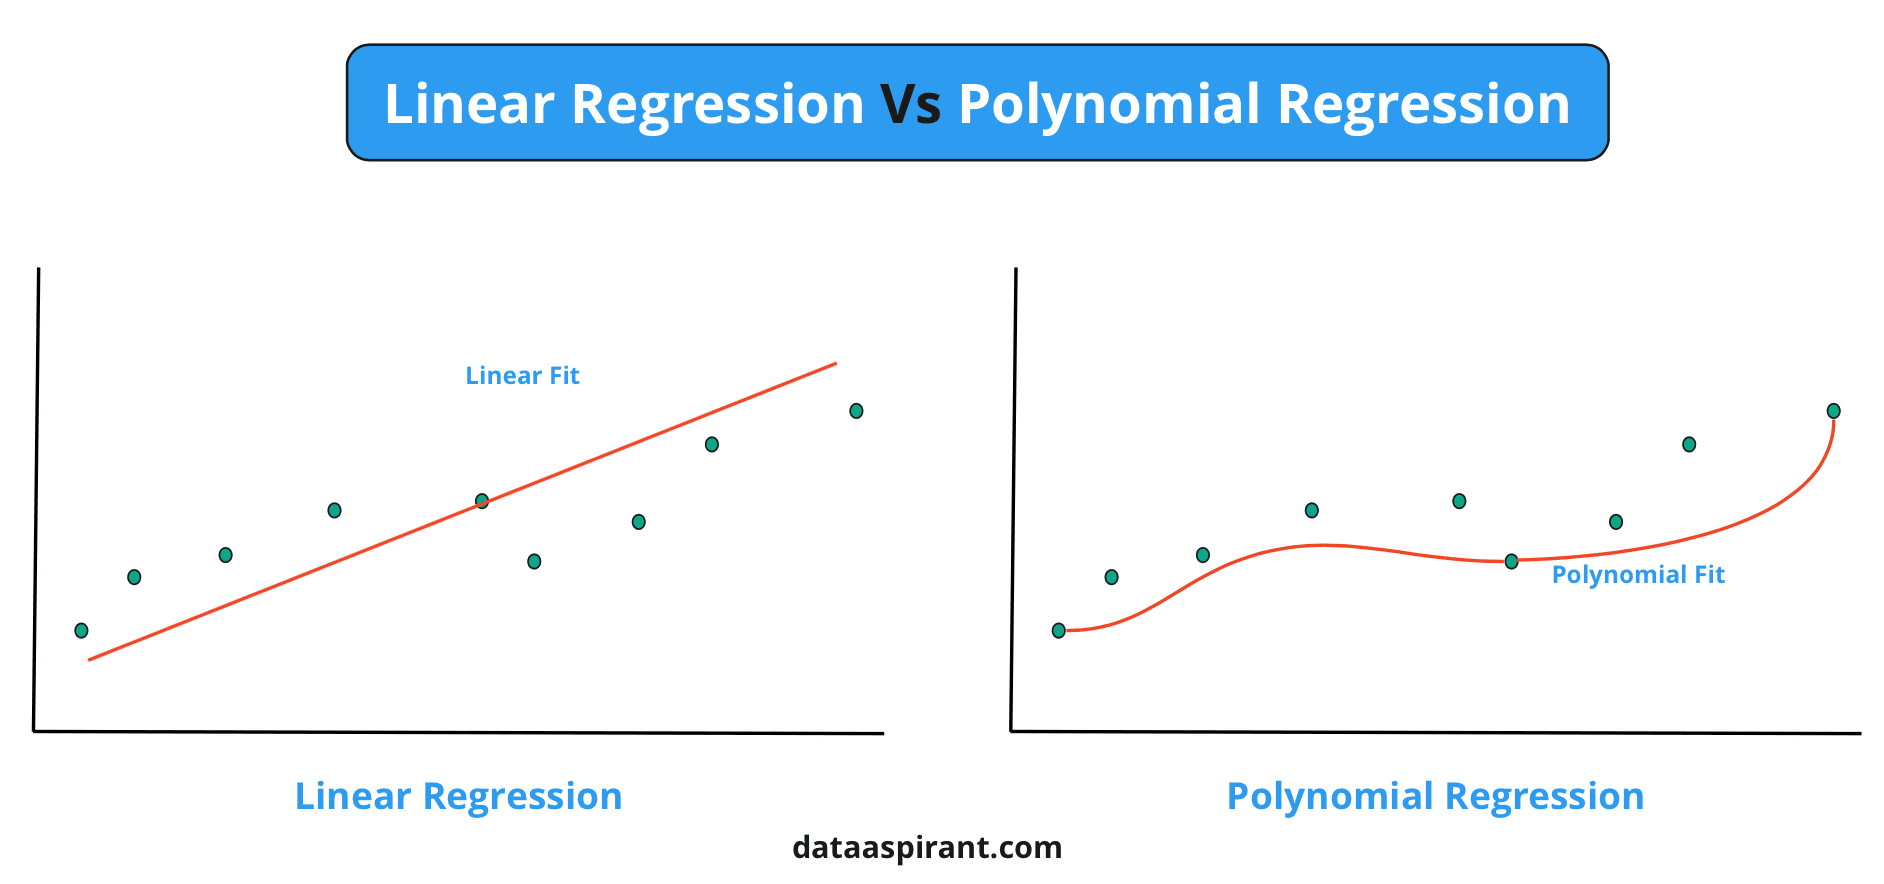 Linear Regression Vs Polynomial Regression
Linear Fit
Polynomial Fit
Linear Regression
Polynomial Regression
dataaspirant.com